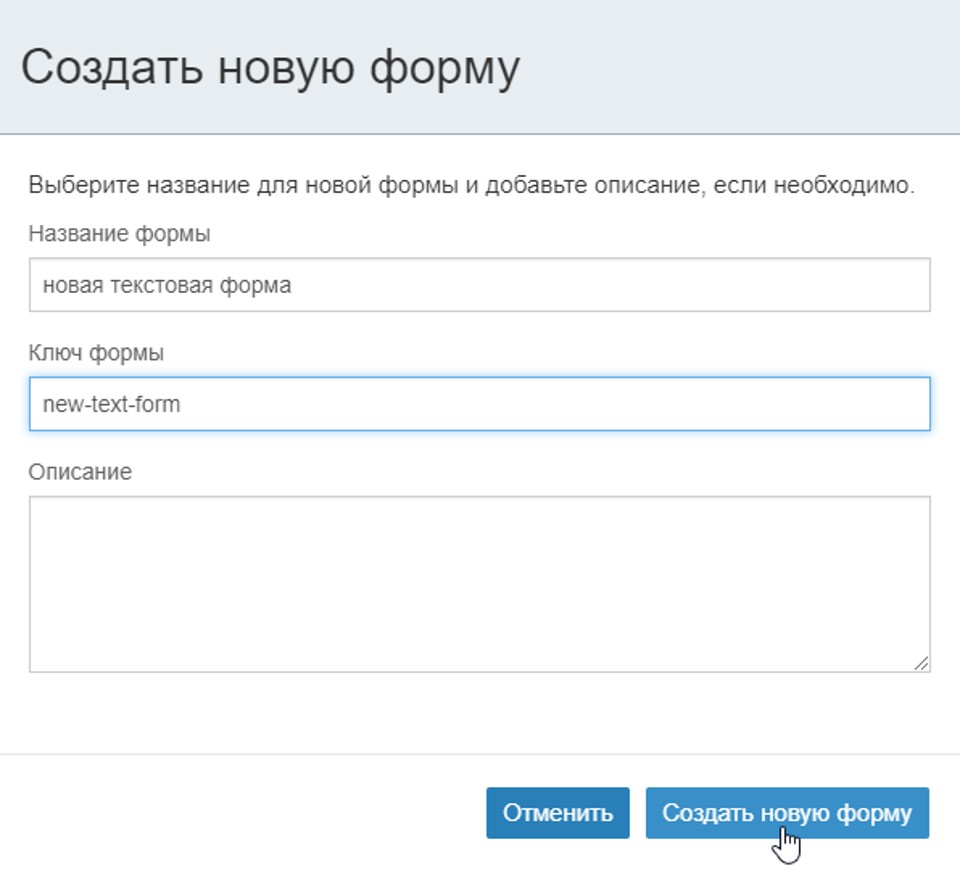 Создать новую форму
Выберите название для новой формы и добавьте описание, если необходимо.
Название формы
новая текстовая форма
Ключ формы
new-text-form
Описание
Отменить
Создать новую форму